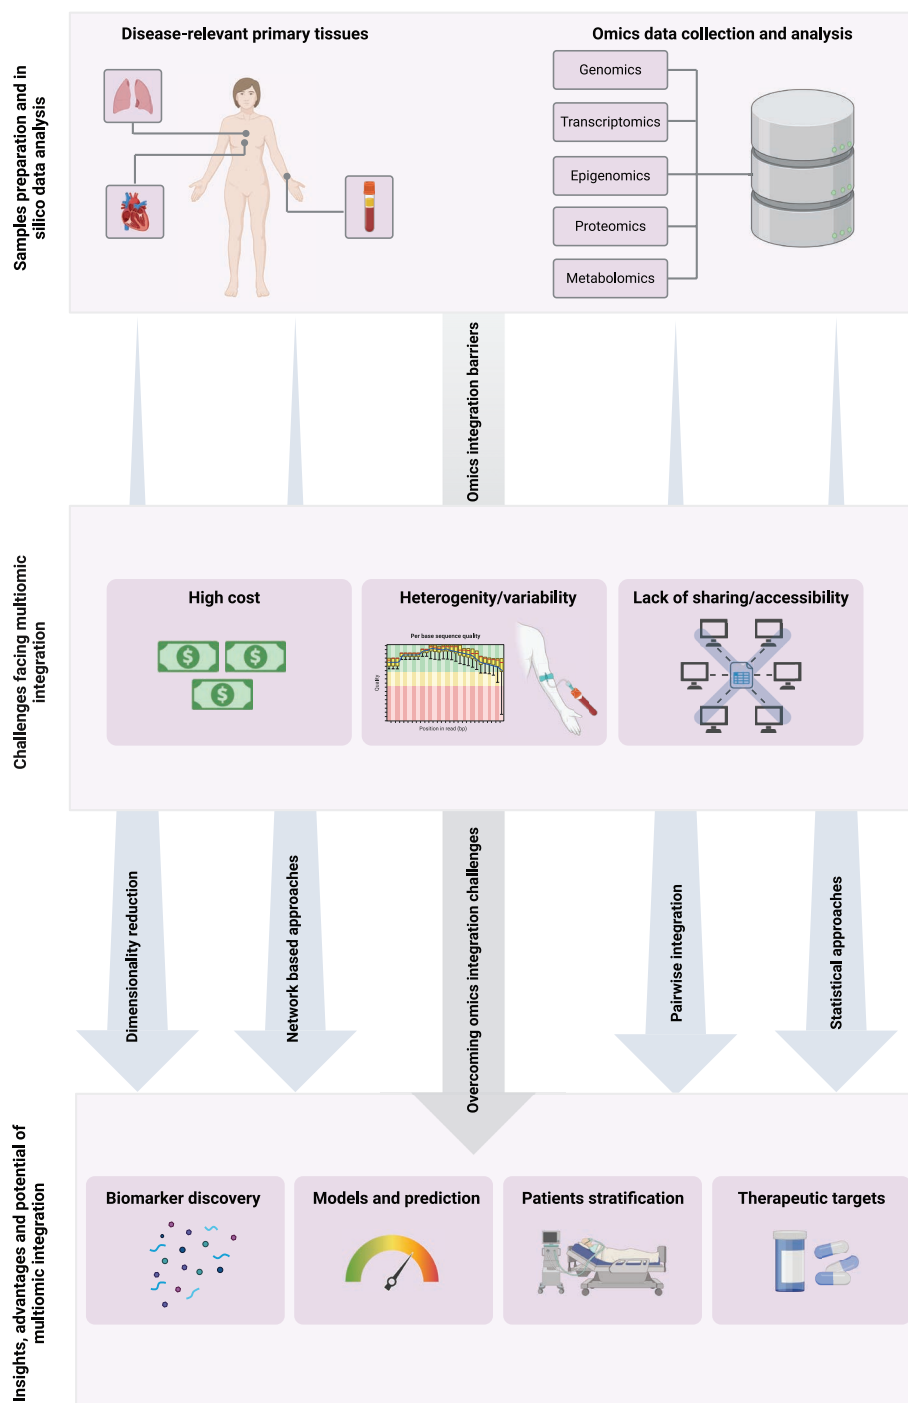 Samples preparation and in
silico data analysis
Disease-relevant primary tissues
Omics data collection and analysis
Genomics
Transcriptomics
Epigenomics
Proteomics
Metabolomics
Omics integration barriers
Challenges facing multiomic
integration
High cost
Heterogenity/variability
Per base sequence quality
Quality
Position in read (bp)
Lack of sharing/accessibility
Dimensionality reduction
Network based approaches
Overcoming omics integration challenges
Pairwise integration
Statistical approaches
Insights, advantages and potential of
multiomic integration
Biomarker discovery
Models and prediction
Patients stratification
Therapeutic targets